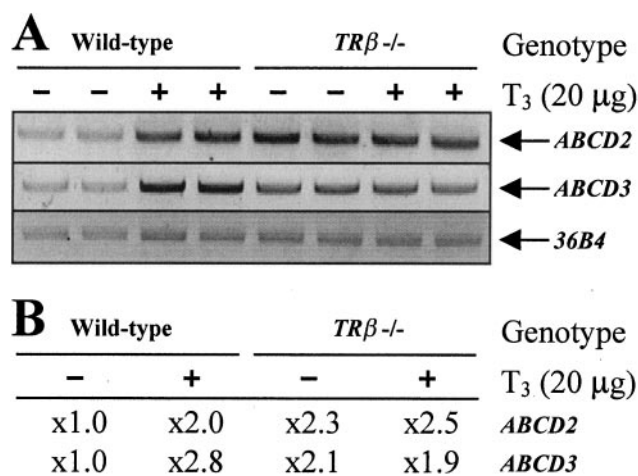 A Wild-type TRβ -/- Genotype
− − + + − − + + T₃ (20 µg)
ABCD2
ABCD3
36B4
B Wild-type TRβ -/- Genotype
− + − + T₃ (20 µg)
x1.0 x2.0 x2.3 x2.5 ABCD2
x1.0 x2.8 x2.1 x1.9 ABCD3